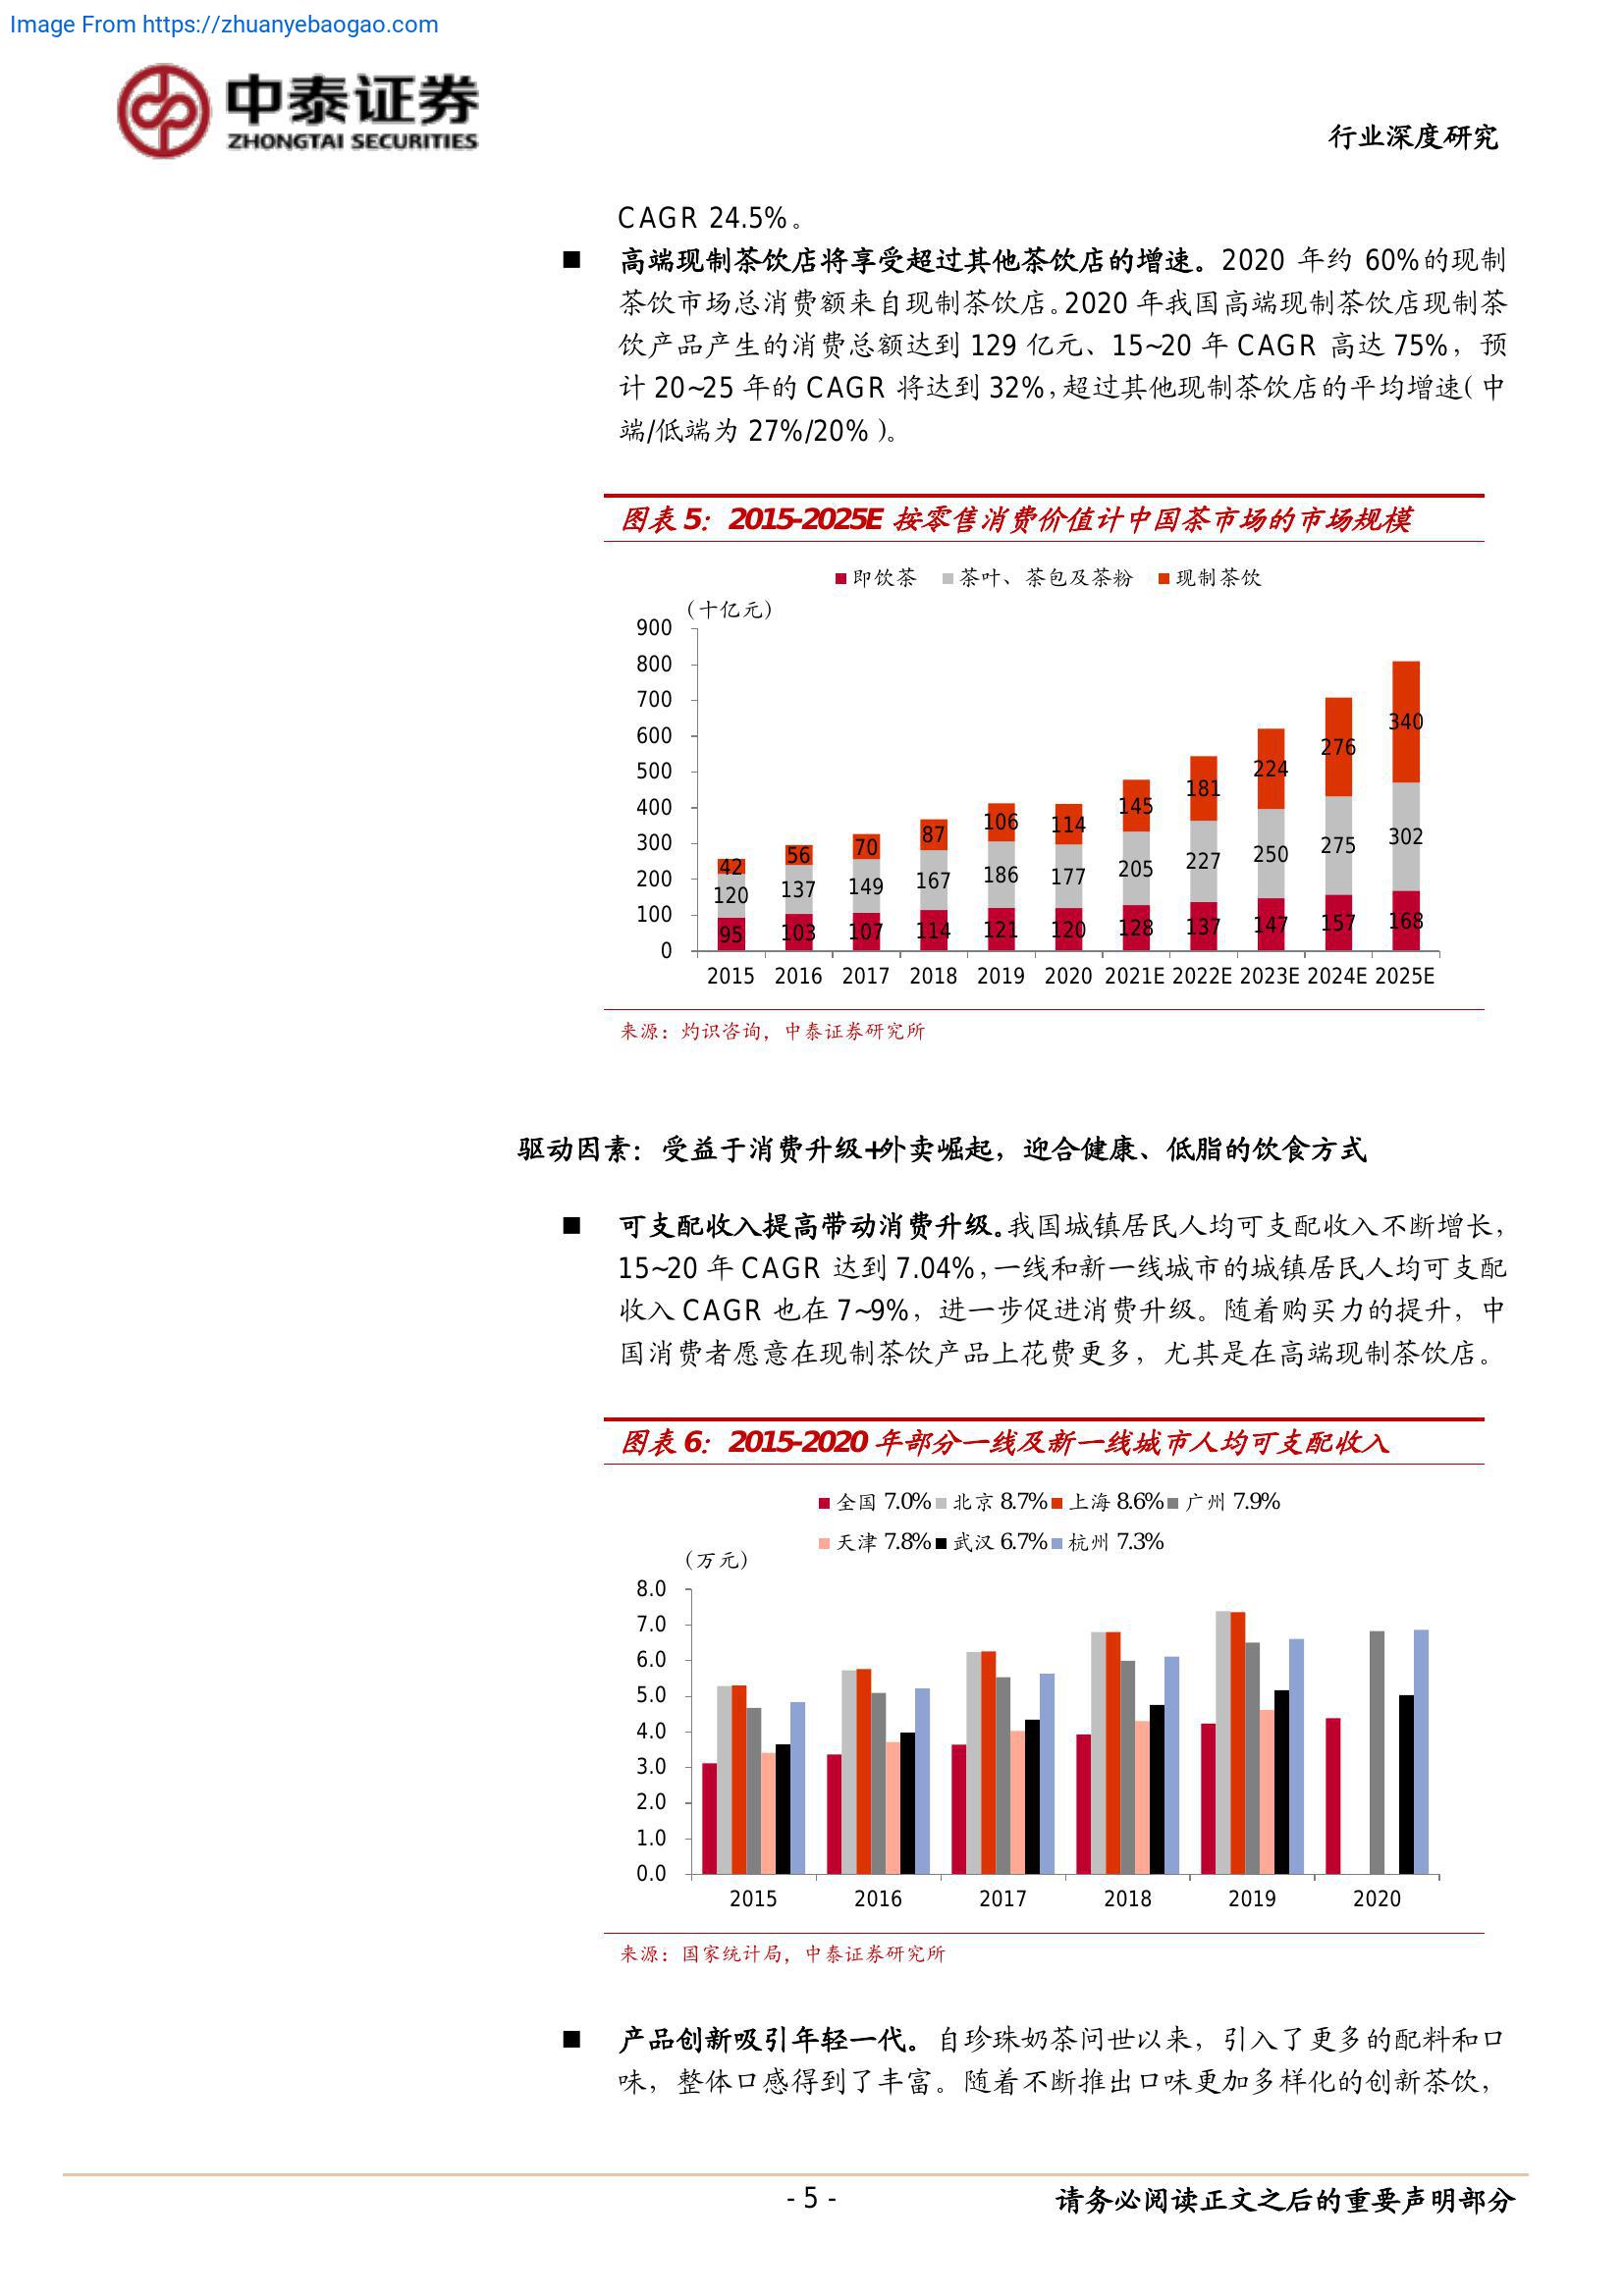 Image From https://zhuanyebaogao.com
中泰证券
ZHONGTAI SECURITIES
行业深度研究
CAGR 24.5%。
■ 高端现制茶饮店将享受超过其他茶饮店的增速。2020 年约 60%的现制
茶饮市场总消费额来自现制茶饮店。2020 年我国高端现制茶饮店现制茶
饮产品产生的消费总额达到 129 亿元、15~20 年 CAGR 高达 75%，预
计 20~25 年的 CAGR 将达到 32%，超过其他现制茶饮店的平均增速（中
端/低端为 27%/20%）。
图表 5：2015-2025E 按零售消费价值计中国茶市场的市场规模
即饮茶 茶叶、茶包及茶粉 现制茶饮
（十亿元）
900
800
700
600
500
400
300
200
100
0
42 56 70 87 106 114 145 181 224 276 340
120 137 149 167 186 177 205 227 250 275 302
95 103 107 114 121 120 128 137 147 157 168
2015 2016 2017 2018 2019 2020 2021E 2022E 2023E 2024E 2025E
来源：灼识咨询，中泰证券研究所
驱动因素：受益于消费升级+外卖崛起，迎合健康、低脂的饮食方式
■ 可支配收入提高带动消费升级。我国城镇居民人均可支配收入不断增长，
15~20 年 CAGR 达到 7.04%，一线和新一线城市的城镇居民人均可支配
收入 CAGR 也在 7~9%，进一步促进消费升级。随着购买力的提升，中
国消费者愿意在现制茶饮产品上花费更多，尤其是在高端现制茶饮店。
图表 6：2015-2020 年部分一线及新一线城市人均可支配收入
全国 7.0% 北京 8.7% 上海 8.6% 广州 7.9%
天津 7.8% 武汉 6.7% 杭州 7.3%
（万元）
8.0
7.0
6.0
5.0
4.0
3.0
2.0
1.0
0.0
2015 2016 2017 2018 2019 2020
来源：国家统计局，中泰证券研究所
■ 产品创新吸引年轻一代。自珍珠奶茶问世以来，引入了更多的配料和口
味，整体口感得到了丰富。随着不断推出口味更加多样化的创新茶饮，
- 5 -
请务必阅读正文之后的重要声明部分